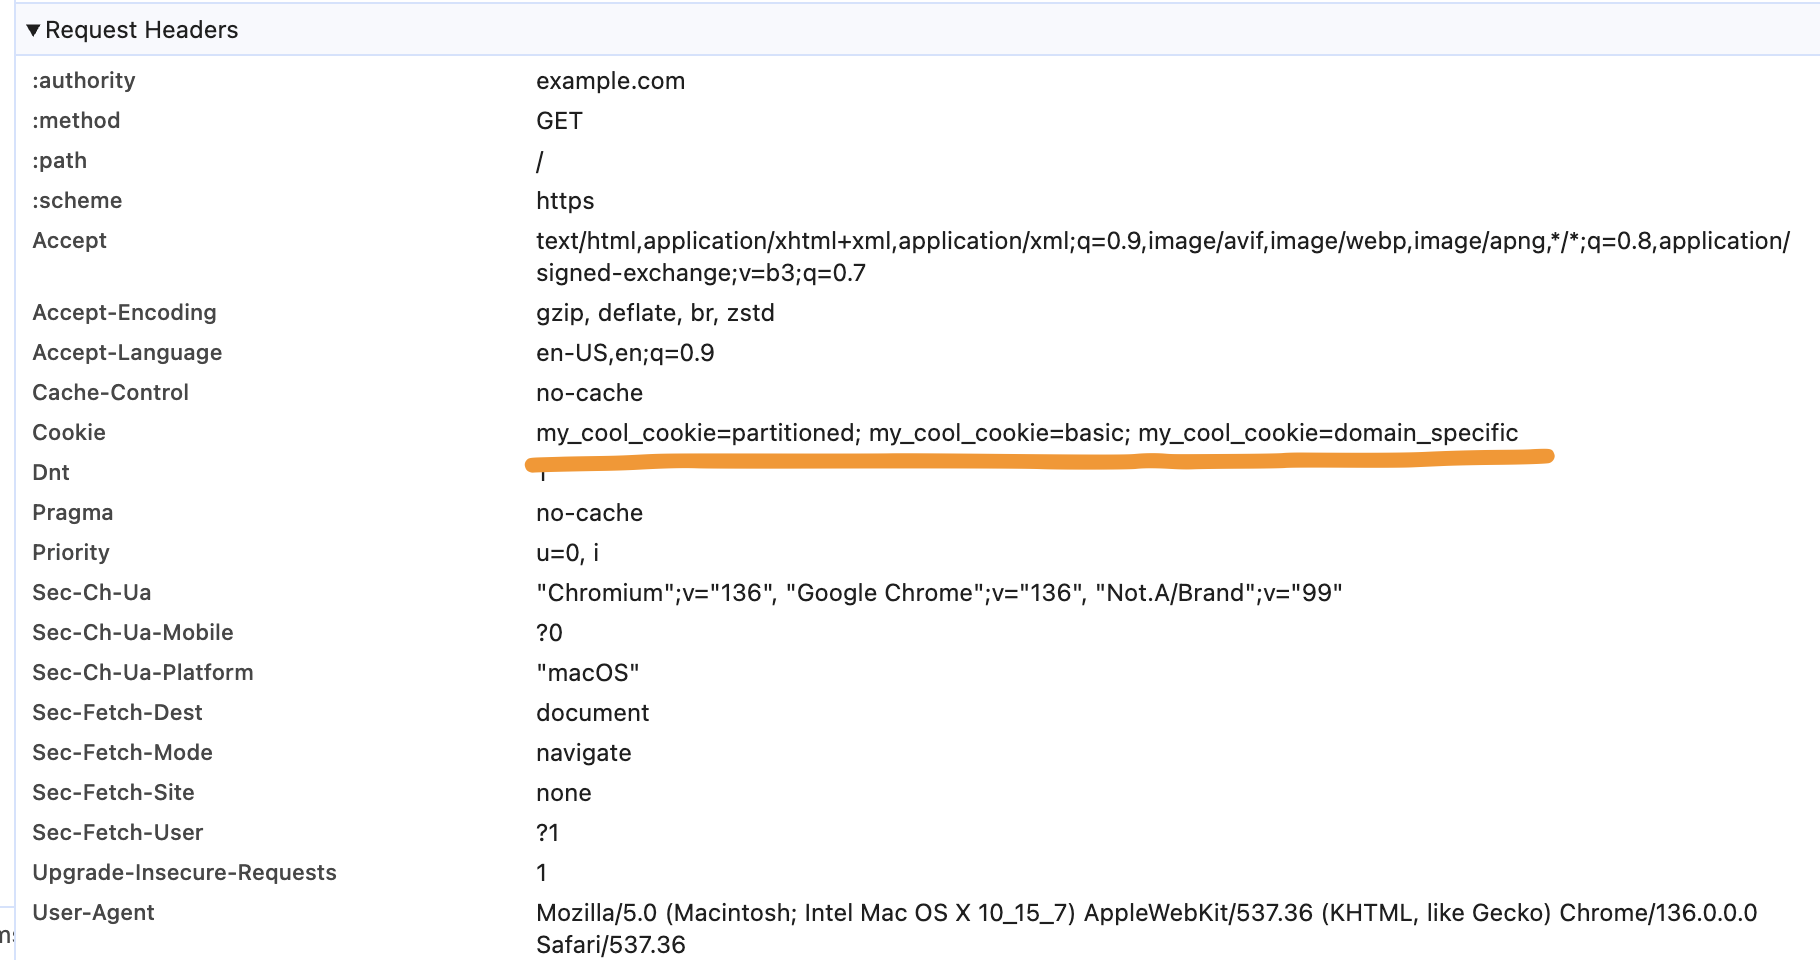 ▼Request Headers
:authority example.com
:method GET
:path /
:scheme https
Accept text/html,application/xhtml+xml,application/xml;q=0.9,image/avif,image/webp,image/apng,*/*;q=0.8,application/
signed-exchange;v=b3;q=0.7
Accept-Encoding gzip, deflate, br, zstd
Accept-Language en-US,en;q=0.9
Cache-Control no-cache
Cookie my_cool_cookie=partitioned; my_cool_cookie=basic; my_cool_cookie=domain_specific
Dnt
Pragma no-cache
Priority u=0, i
Sec-Ch-Ua "Chromium";v="136", "Google Chrome";v="136", "Not.A/Brand";v="99"
Sec-Ch-Ua-Mobile ?0
Sec-Ch-Ua-Platform "macOS"
Sec-Fetch-Dest document
Sec-Fetch-Mode navigate
Sec-Fetch-Site none
Sec-Fetch-User ?1
Upgrade-Insecure-Requests 1
User-Agent Mozilla/5.0 (Macintosh; Intel Mac OS X 10_15_7) AppleWebKit/537.36 (KHTML, like Gecko) Chrome/136.0.0.0
Safari/537.36